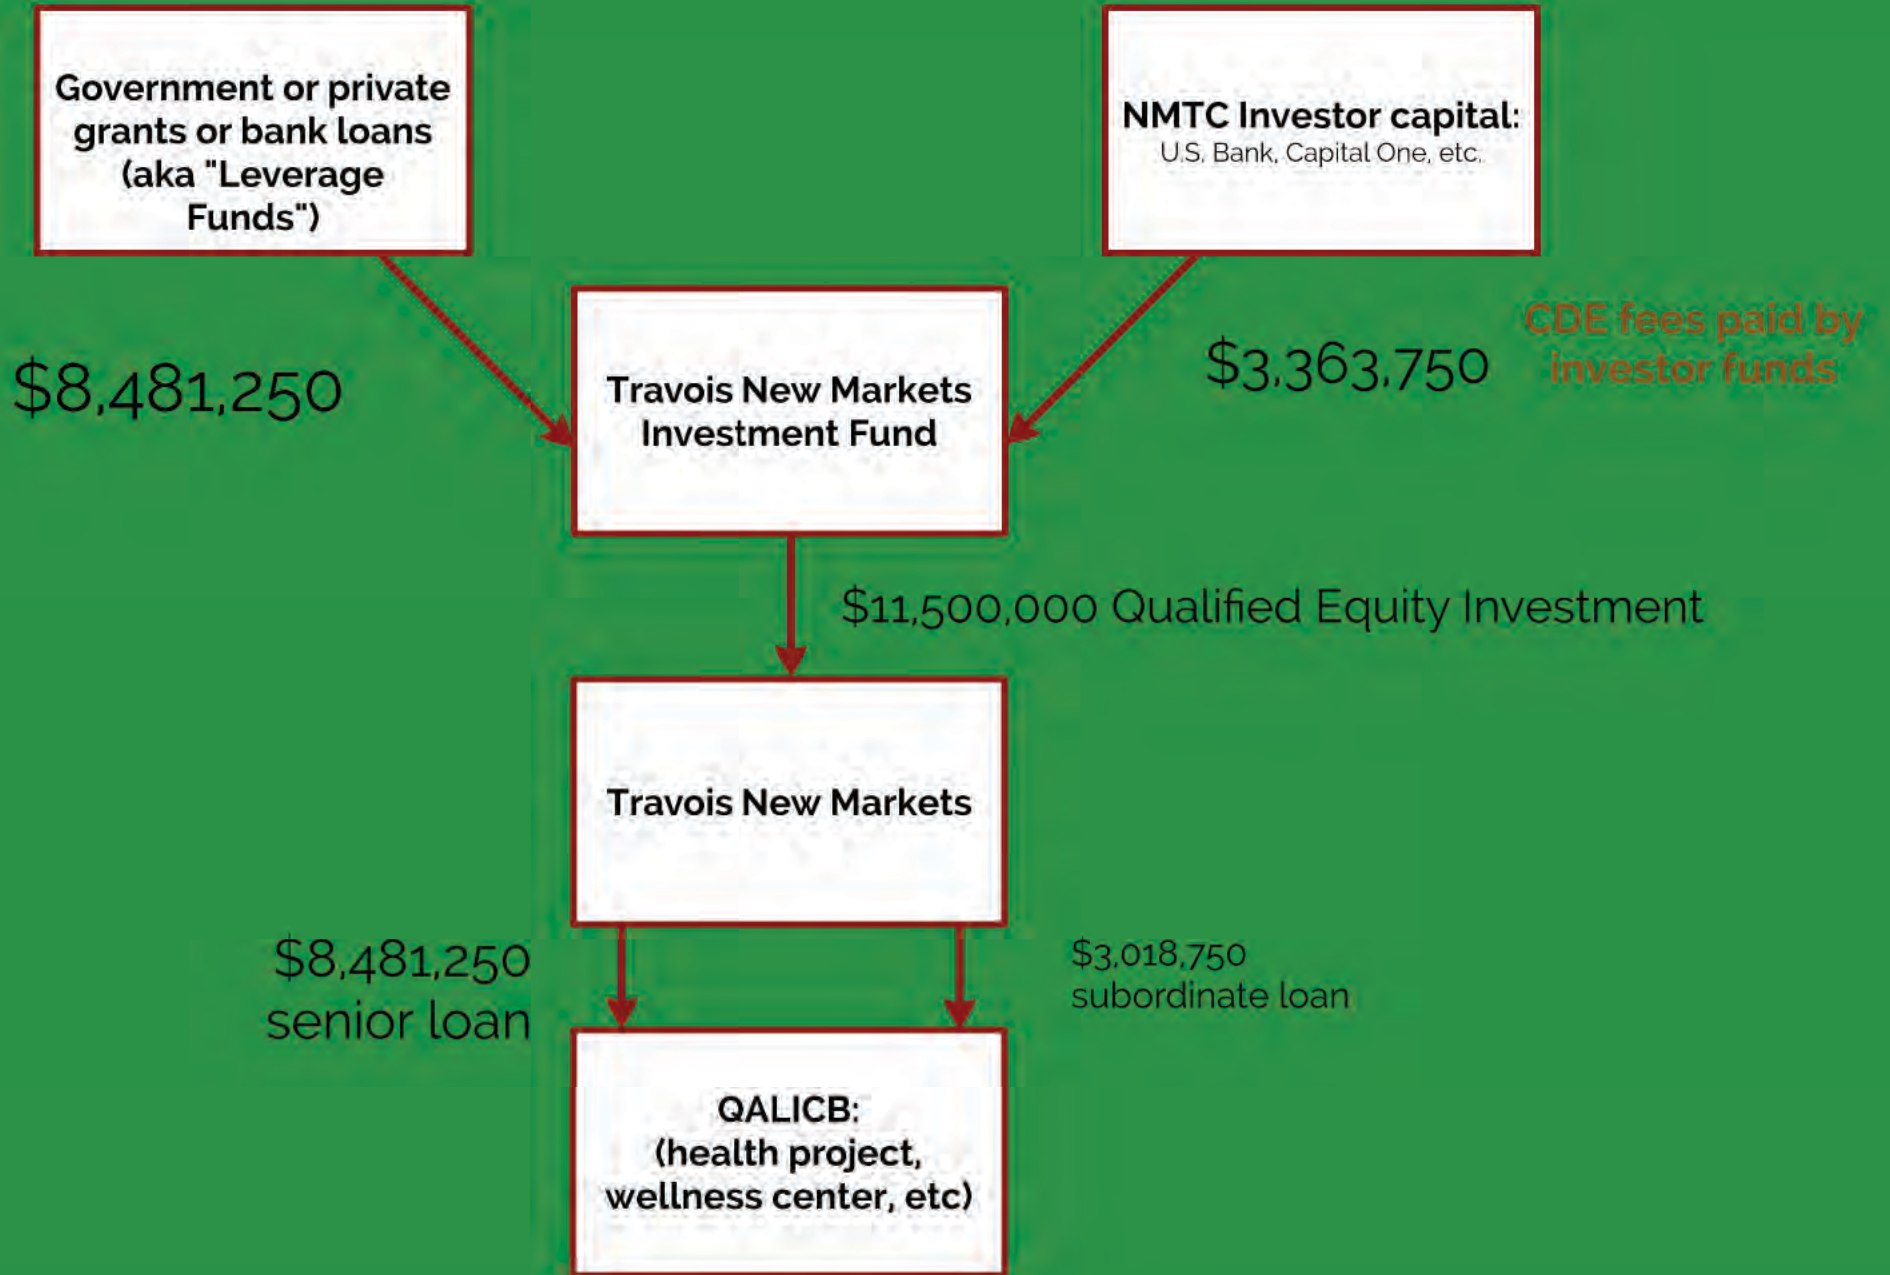 Government or private
grants or bank loans
(aka "Leverage
Funds")
NMTC Investor capital:
U.S. Bank, Capital One, etc.
$8,481,250
Travois New Markets
Investment Fund
$3,363,750
CDE fees paid by
investor funds
$11,500,000 Qualified Equity Investment
Travois New Markets
$8,481,250
senior loan
$3,018,750
subordinate loan
QALICB:
(health project,
wellness center, etc)